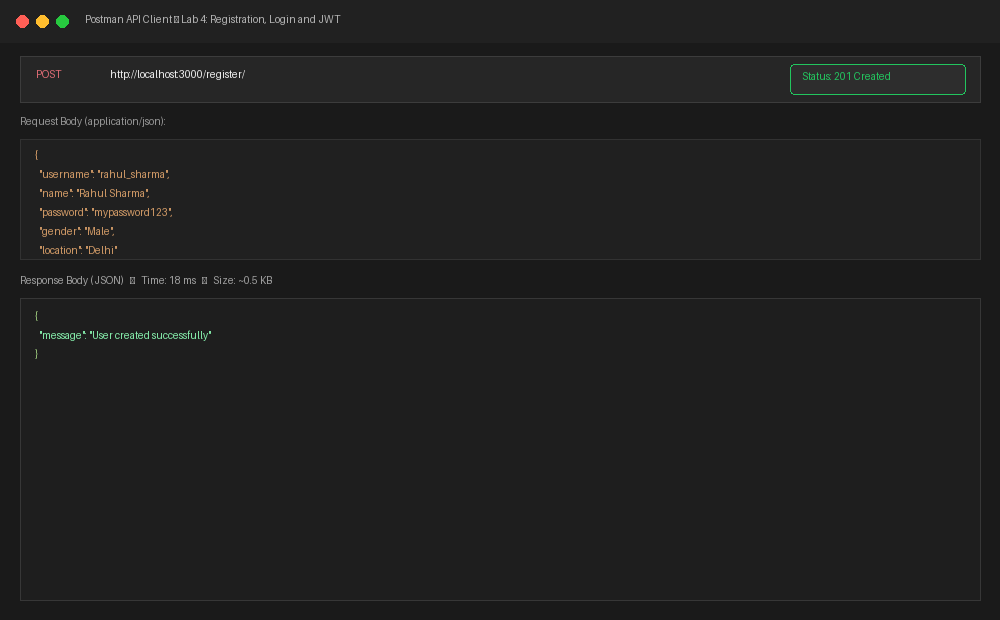 Postman API Client ▯ Lab 4: Registration, Login and JWT
POST http://localhost:3000/register/ Status: 201 Created
Request Body (application/json):
{
"username": "rahul_sharma",
"name": "Rahul Sharma",
"password": "mypassword123",
"gender": "Male",
"location": "Delhi"
Response Body (JSON) ▯ Time: 18 ms ▯ Size: ~0.5 KB
{
"message": "User created successfully"
}